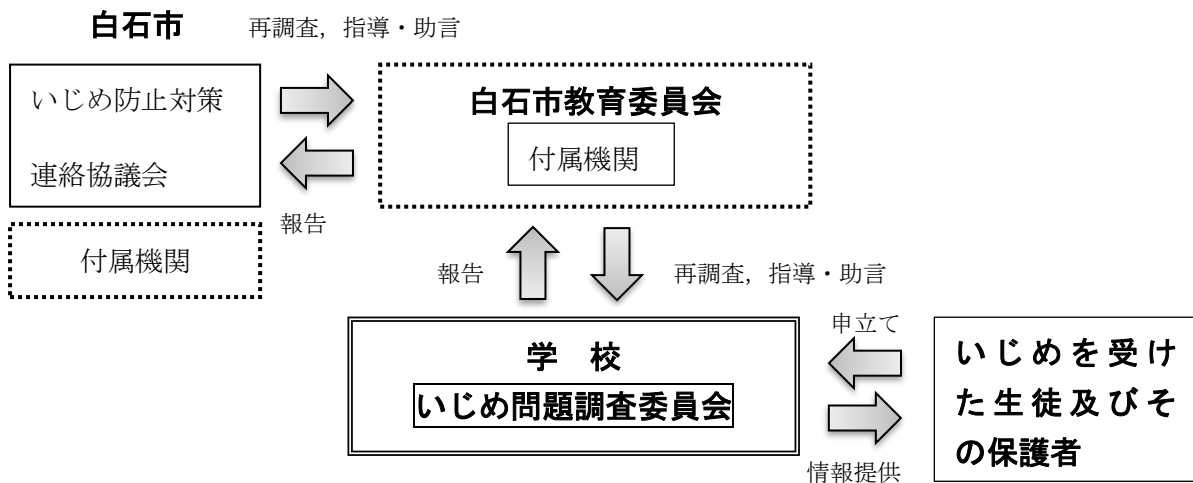 白石市
再調査，指導・助言
いじめ防止対策
連絡協議会
白石市教育委員会
付属機関
報告
付属機関
報告
再調査，指導・助言
学　校
いじめ問題調査委員会
申立て
情報提供
いじめを受け
た生徒及びそ
の保護者